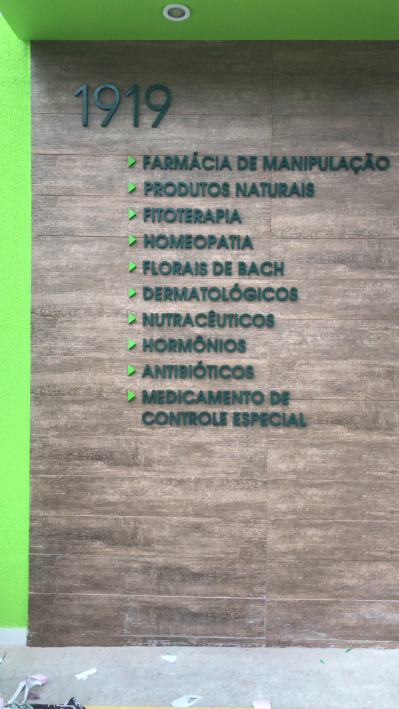 1919
FARMÁCIA DE MANIPULAÇÃO
PRODUTOS NATURAIS
FITOTERAPIA
HOMEOPATIA
FLORAIS DE BACH
DERMATOLÓGICOS
NUTRACÊUTICOS
HORMÔNIOS
ANTIBIÓTICOS
MEDICAMENTO DE
CONTROLE ESPECIAL